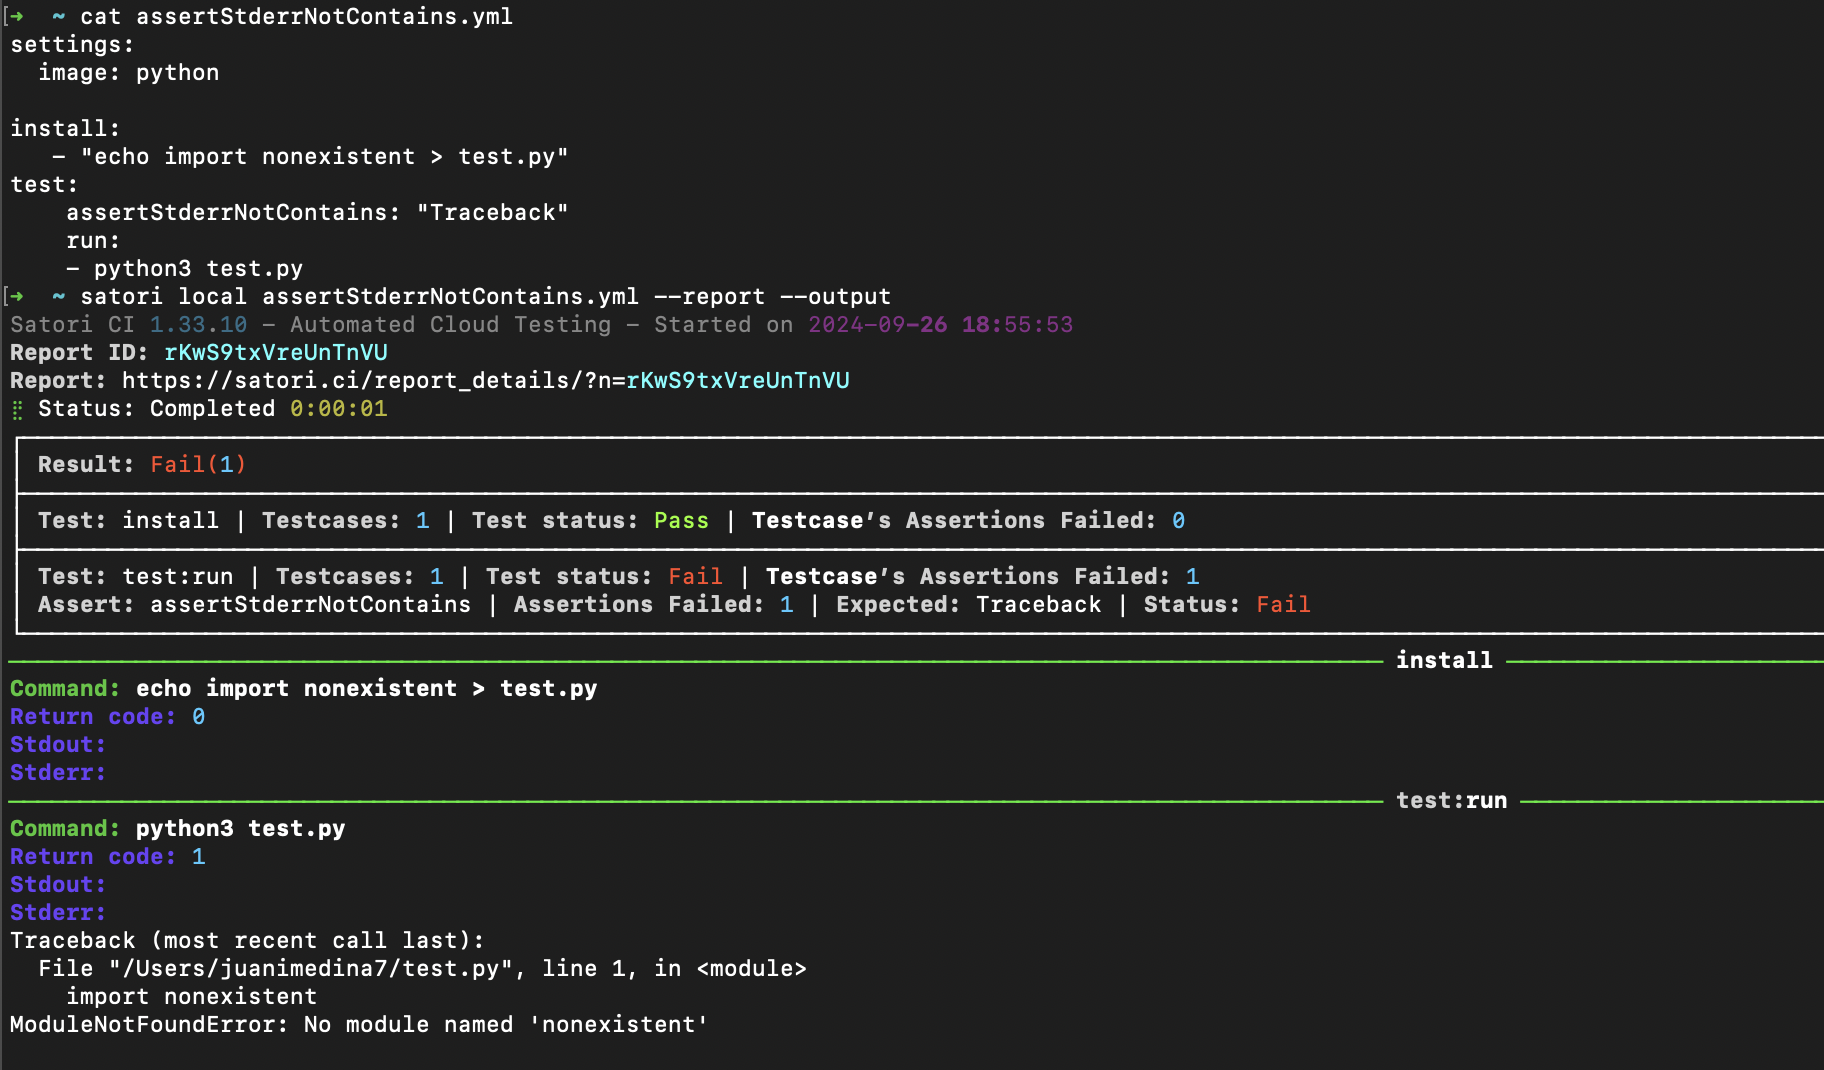 [➜  ~ cat assertStderrNotContains.yml
settings:
  image: python

install:
   - "echo import nonexistent > test.py"
test:
    assertStderrNotContains: "Traceback"
    run:
    - python3 test.py
[➜  ~ satori local assertStderrNotContains.yml --report --output
Satori CI 1.33.10 - Automated Cloud Testing - Started on 2024-09-26 18:55:53
Report ID: rKwS9txVreUnTnVU
Report: https://satori.ci/report_details/?n=rKwS9txVreUnTnVU
⣟ Status: Completed 0:00:01
Result: Fail(1)
Test: install | Testcases: 1 | Test status: Pass | Testcase’s Assertions Failed: 0
Test: test:run | Testcases: 1 | Test status: Fail | Testcase’s Assertions Failed: 1
Assert: assertStderrNotContains | Assertions Failed: 1 | Expected: Traceback | Status: Fail
install
Command: echo import nonexistent > test.py
Return code: 0
Stdout:
Stderr:
test:run
Command: python3 test.py
Return code: 1
Stdout:
Stderr:
Traceback (most recent call last):
  File "/Users/juanimedina7/test.py", line 1, in <module>
    import nonexistent
ModuleNotFoundError: No module named 'nonexistent'